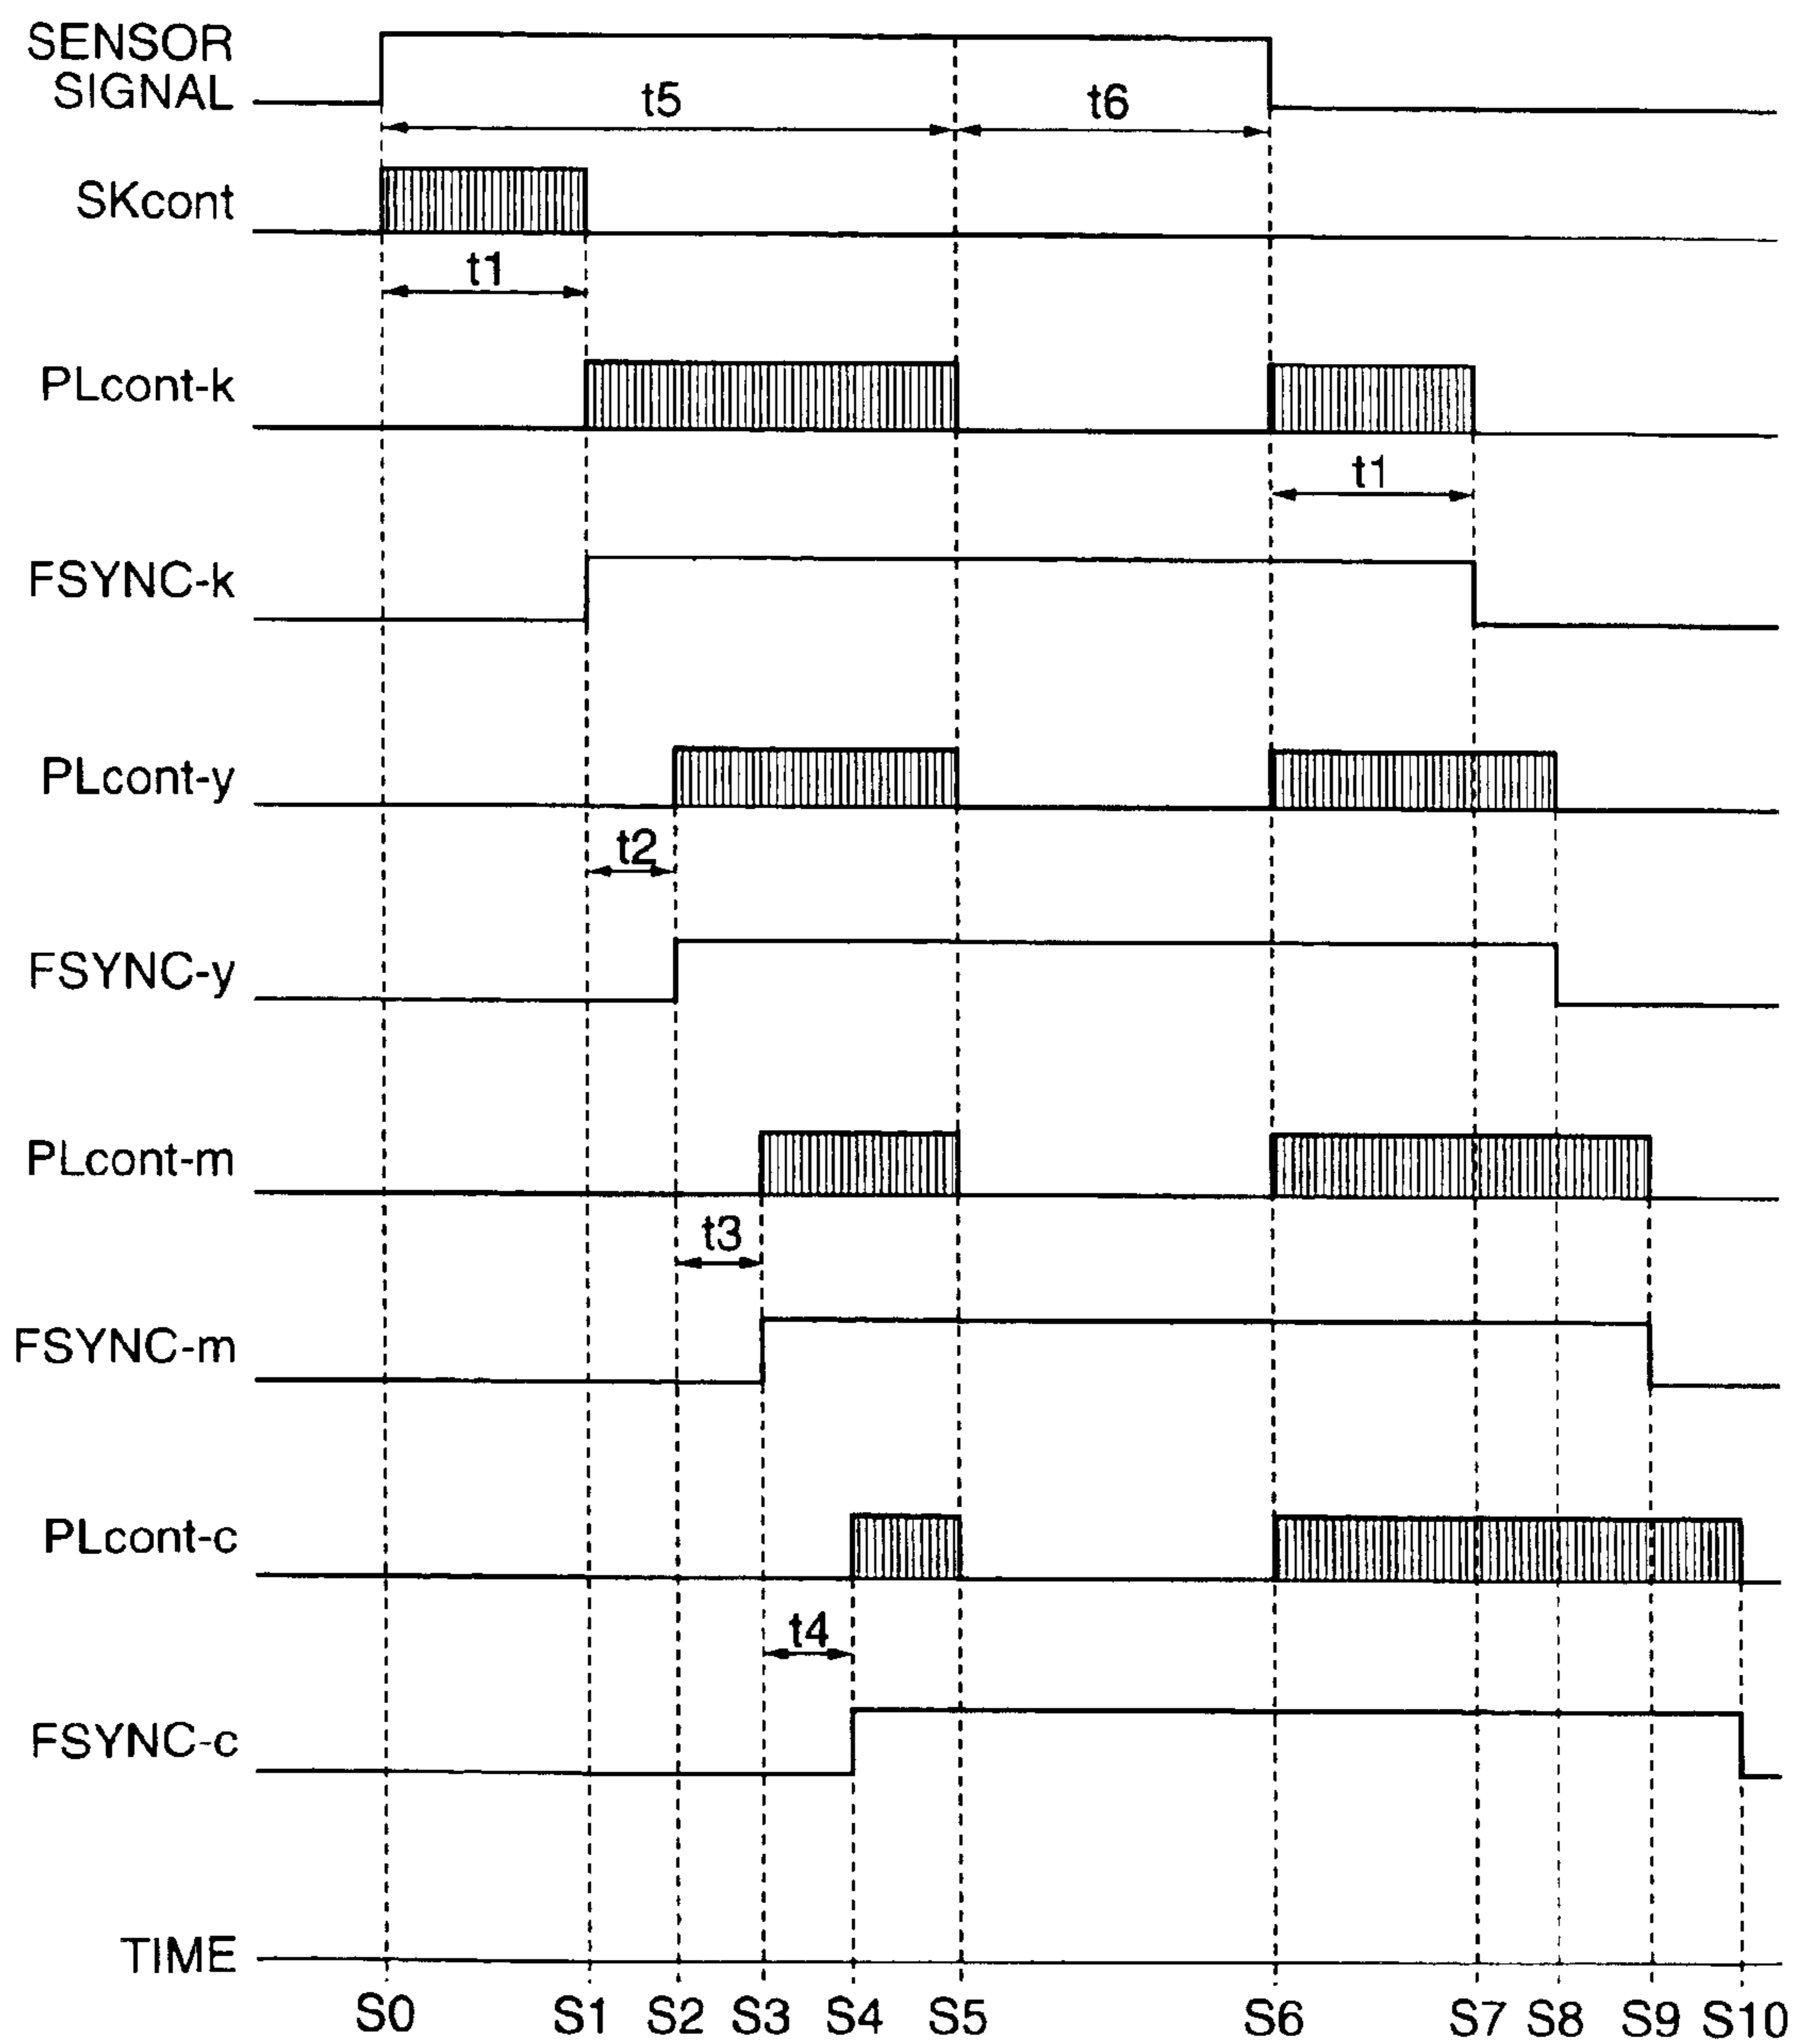 SENSOR
SIGNAL
t5
t6
SKcont
t1
PLcont-k
t1
FSYNC-k
PLcont-y
t2
FSYNC-y
PLcont-m
t3
FSYNC-m
PLcont-c
t4
FSYNC-c
TIME
S0 S1 S2 S3 S4 S5 S6 S7 S8 S9 S10